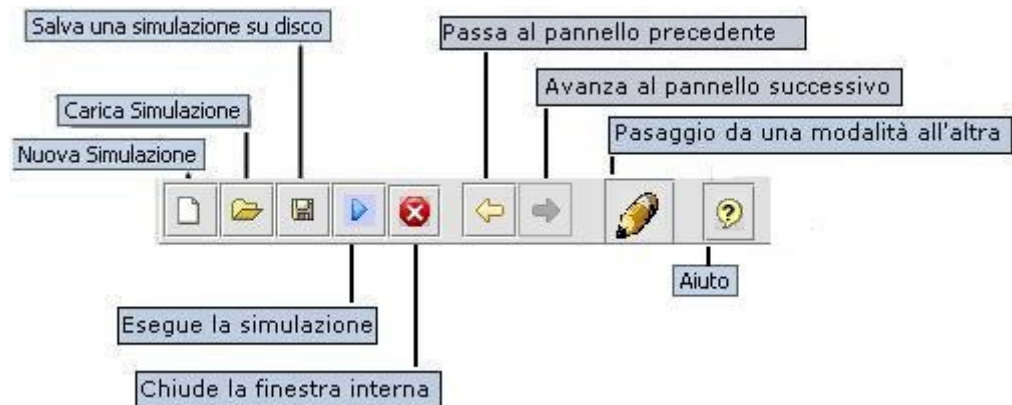 Salva una simulazione su disco
Passa al pannello precedente
Avanza al pannello successivo
Carica Simulazione
Pasaggio da una modalità all'altra
Nuova Simulazione
Aiuto
Esegue la simulazione
Chiude la finestra interna